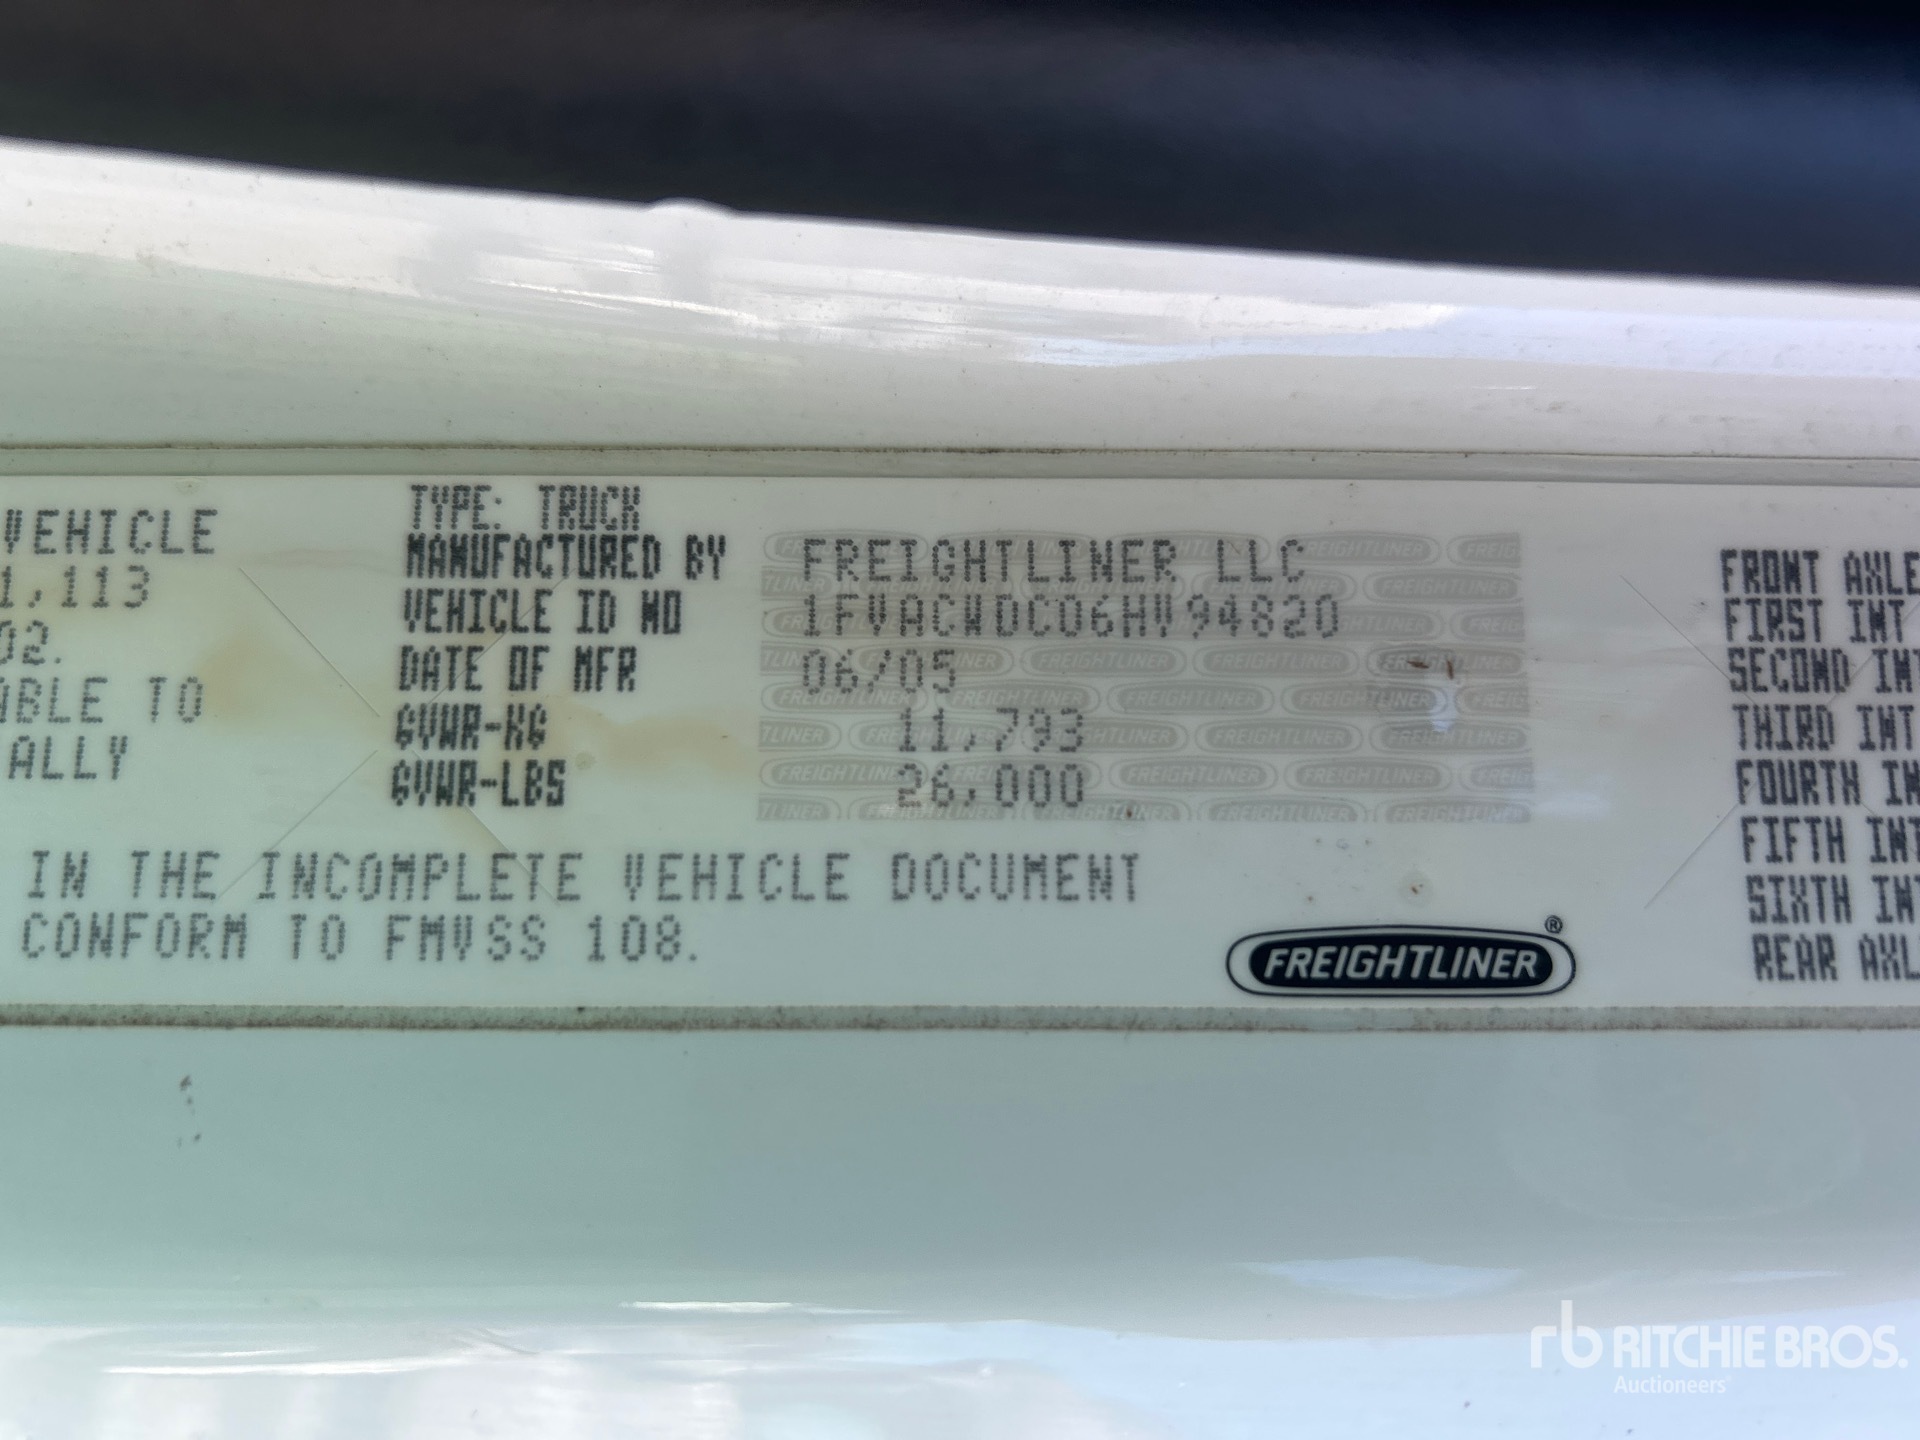 VEHICLE
1,113
02.
ABLE TO
ALLY
TYPE: TRUCK
MANUFACTURED BY FREIGHTLINER LLC
VEHICLE ID NO 1FVACWDC06HV94820
DATE OF MFR 06/05
GVWR-KG 11,793
GVWR-LBS 26,000
IN THE INCOMPLETE VEHICLE DOCUMENT
CONFORM TO FMVSS 108.
FREIGHTLINER®
FRONT AXLE
FIRST INT
SECOND INT
THIRD INT
FOURTH IN
FIFTH INT
SIXTH INT
REAR AXL
rb RITCHIE BROS.
Auctioneers